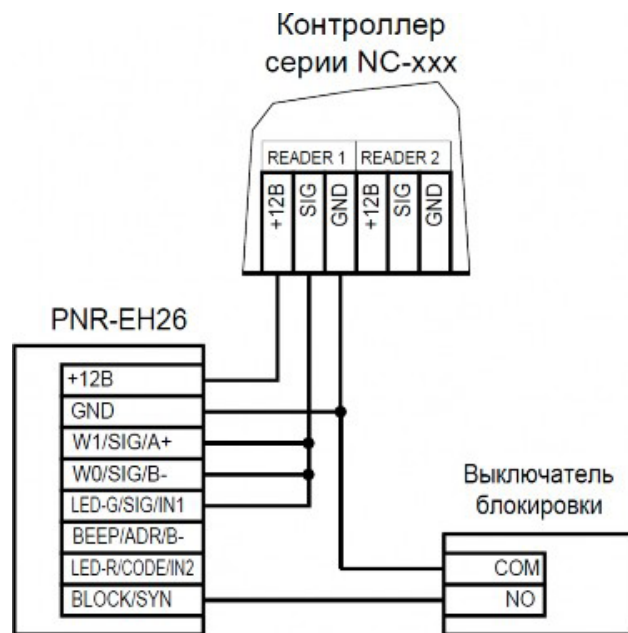 Контроллер
серии NC-xxx
READER 1 READER 2
+12В SIG GND +12В SIG GND
PNR-EH26
+12В
GND
W1/SIG/A+
W0/SIG/B-
LED-G/SIG/IN1
BEEP/ADR/B-
LED-R/CODE/IN2
BLOCK/SYN
Выключатель
блокировки
COM
NO